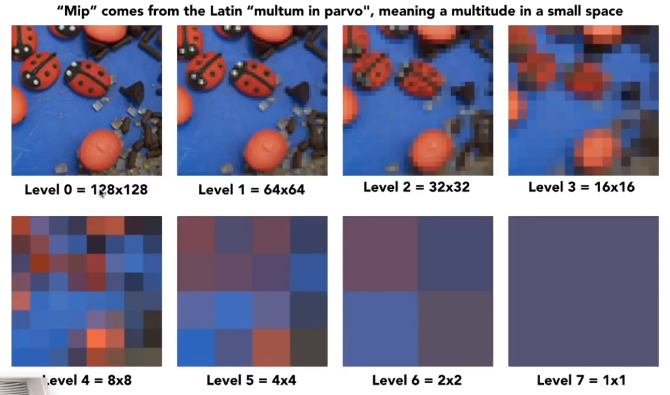 “Mip” comes from the Latin “multum in parvo", meaning a multitude in a small space
Level 0 = 128x128
Level 1 = 64x64
Level 2 = 32x32
Level 3 = 16x16
Level 4 = 8x8
Level 5 = 4x4
Level 6 = 2x2
Level 7 = 1x1